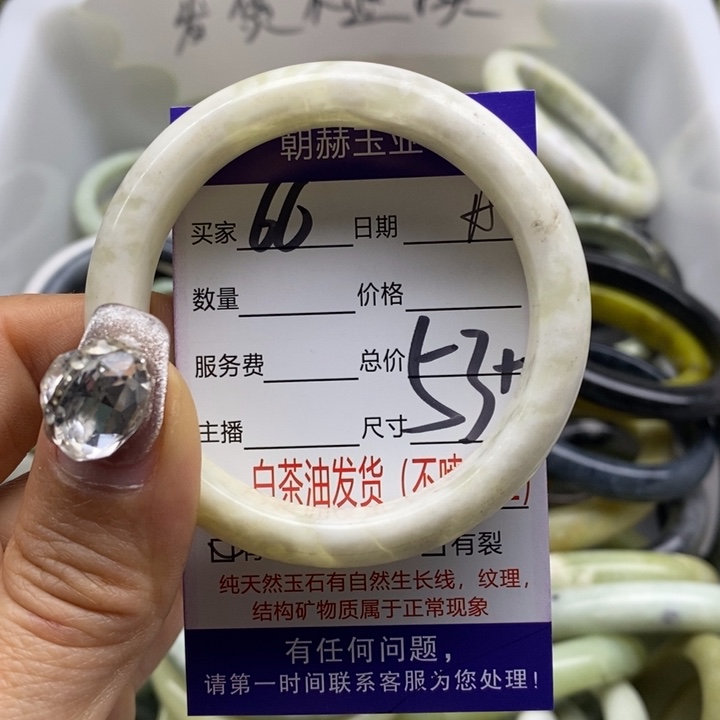 发货
朝赫玉业
买家 66 日期
数量 价格
服务费 总价
主播 尺寸 53+
白茶油发货（不
有裂
纯天然玉石有自然生长线，纹理，
结构矿物质属于正常现象
有任何问题，
请第一时间联系客服为您处理！